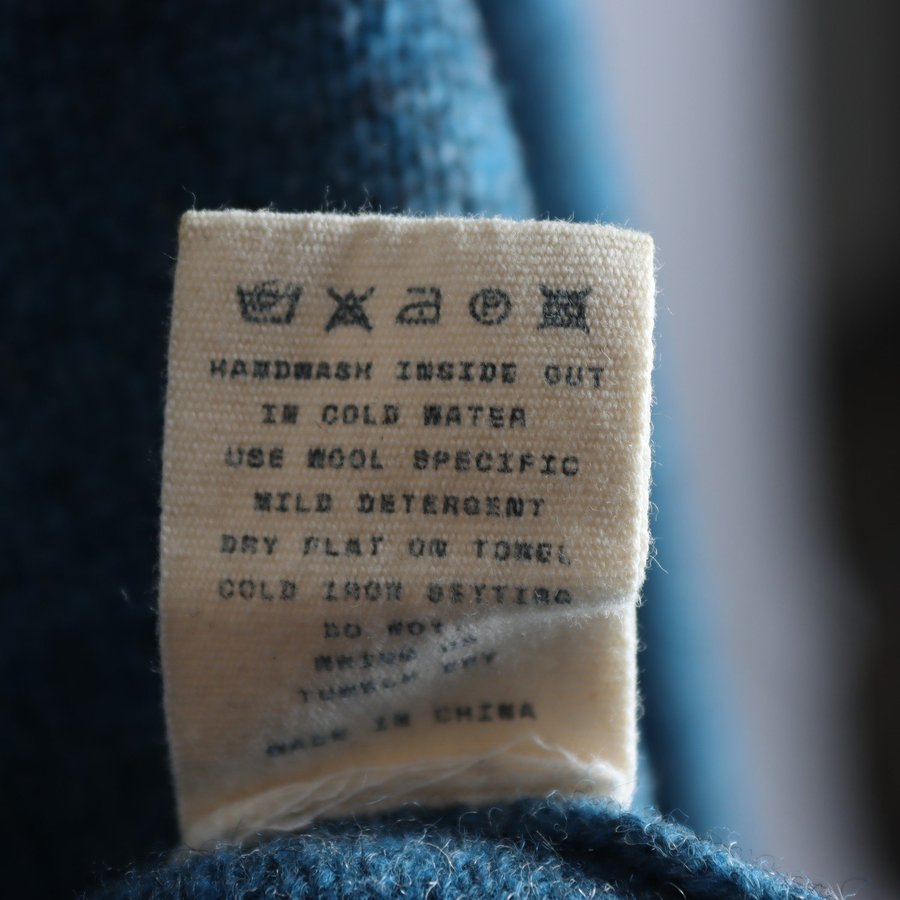 HANDWASH INSIDE OUT
IN COLD WATER
USE WOOL SPECIFIC
MILD DETERGENT
DRY FLAT ON TOWEL
COLD IRON SETTING
DO NOT
WRING OR
TUMBLE DRY
MADE IN CHINA